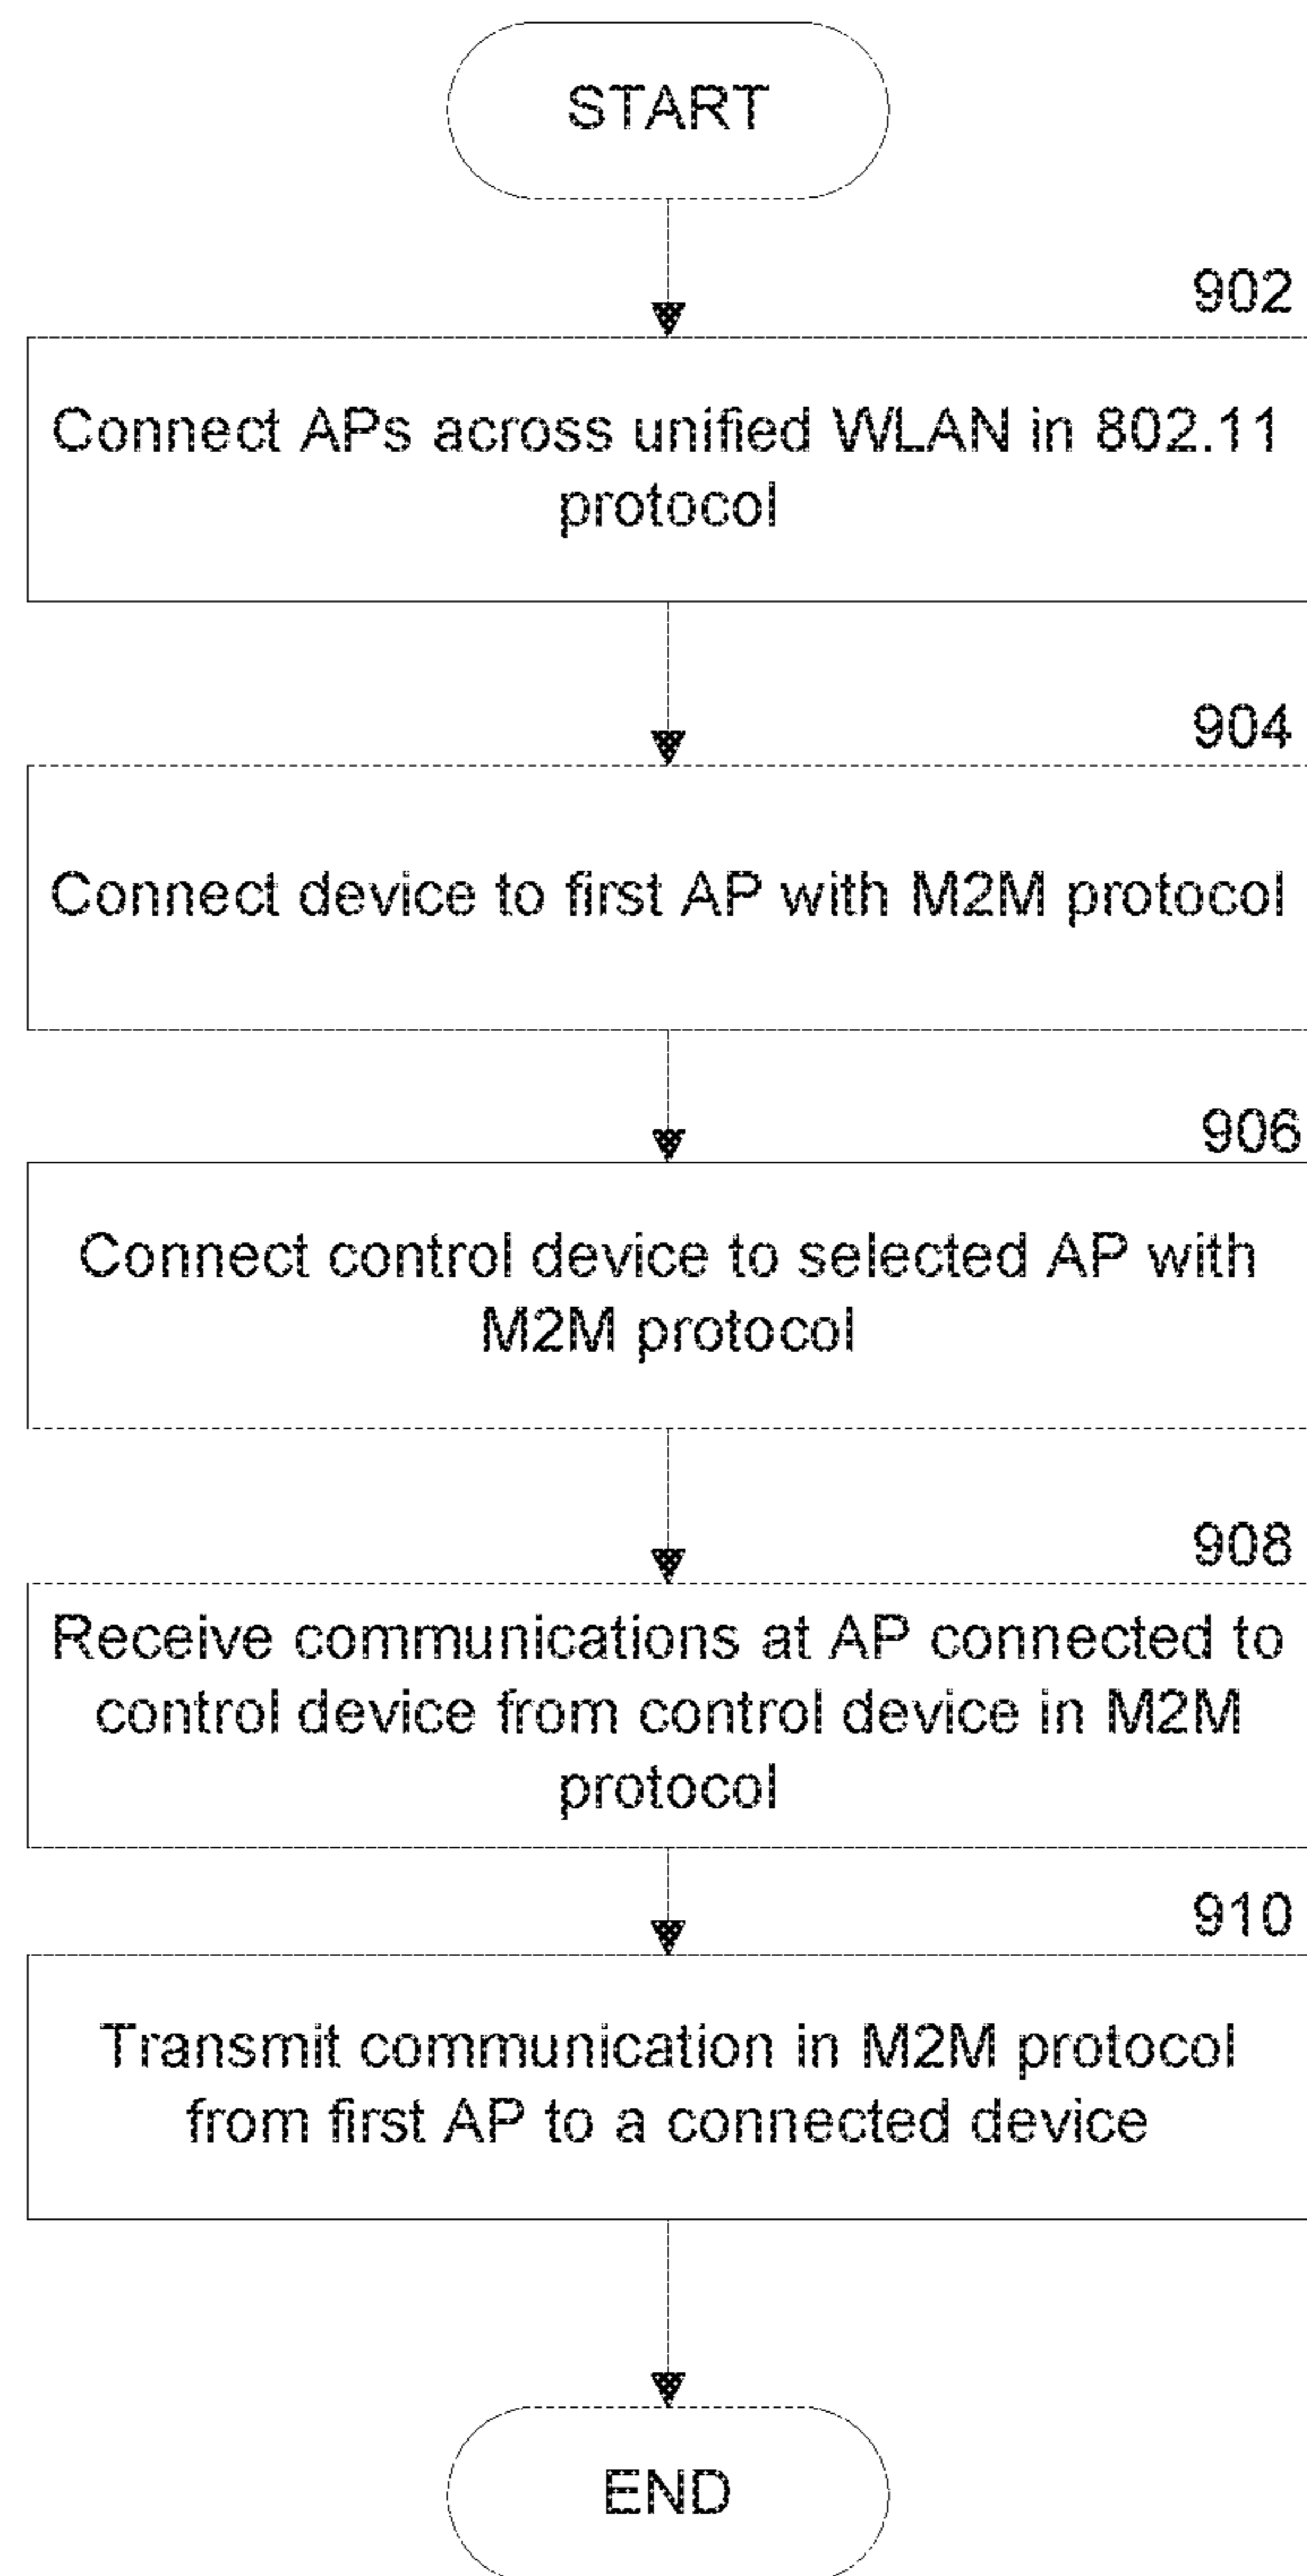 START
902
Connect APs across unified WLAN in 802.11
protocol
904
Connect device to first AP with M2M protocol
906
Connect control device to selected AP with
M2M protocol
908
Receive communications at AP connected to
control device from control device in M2M
protocol
910
Transmit communication in M2M protocol
from first AP to a connected device
END